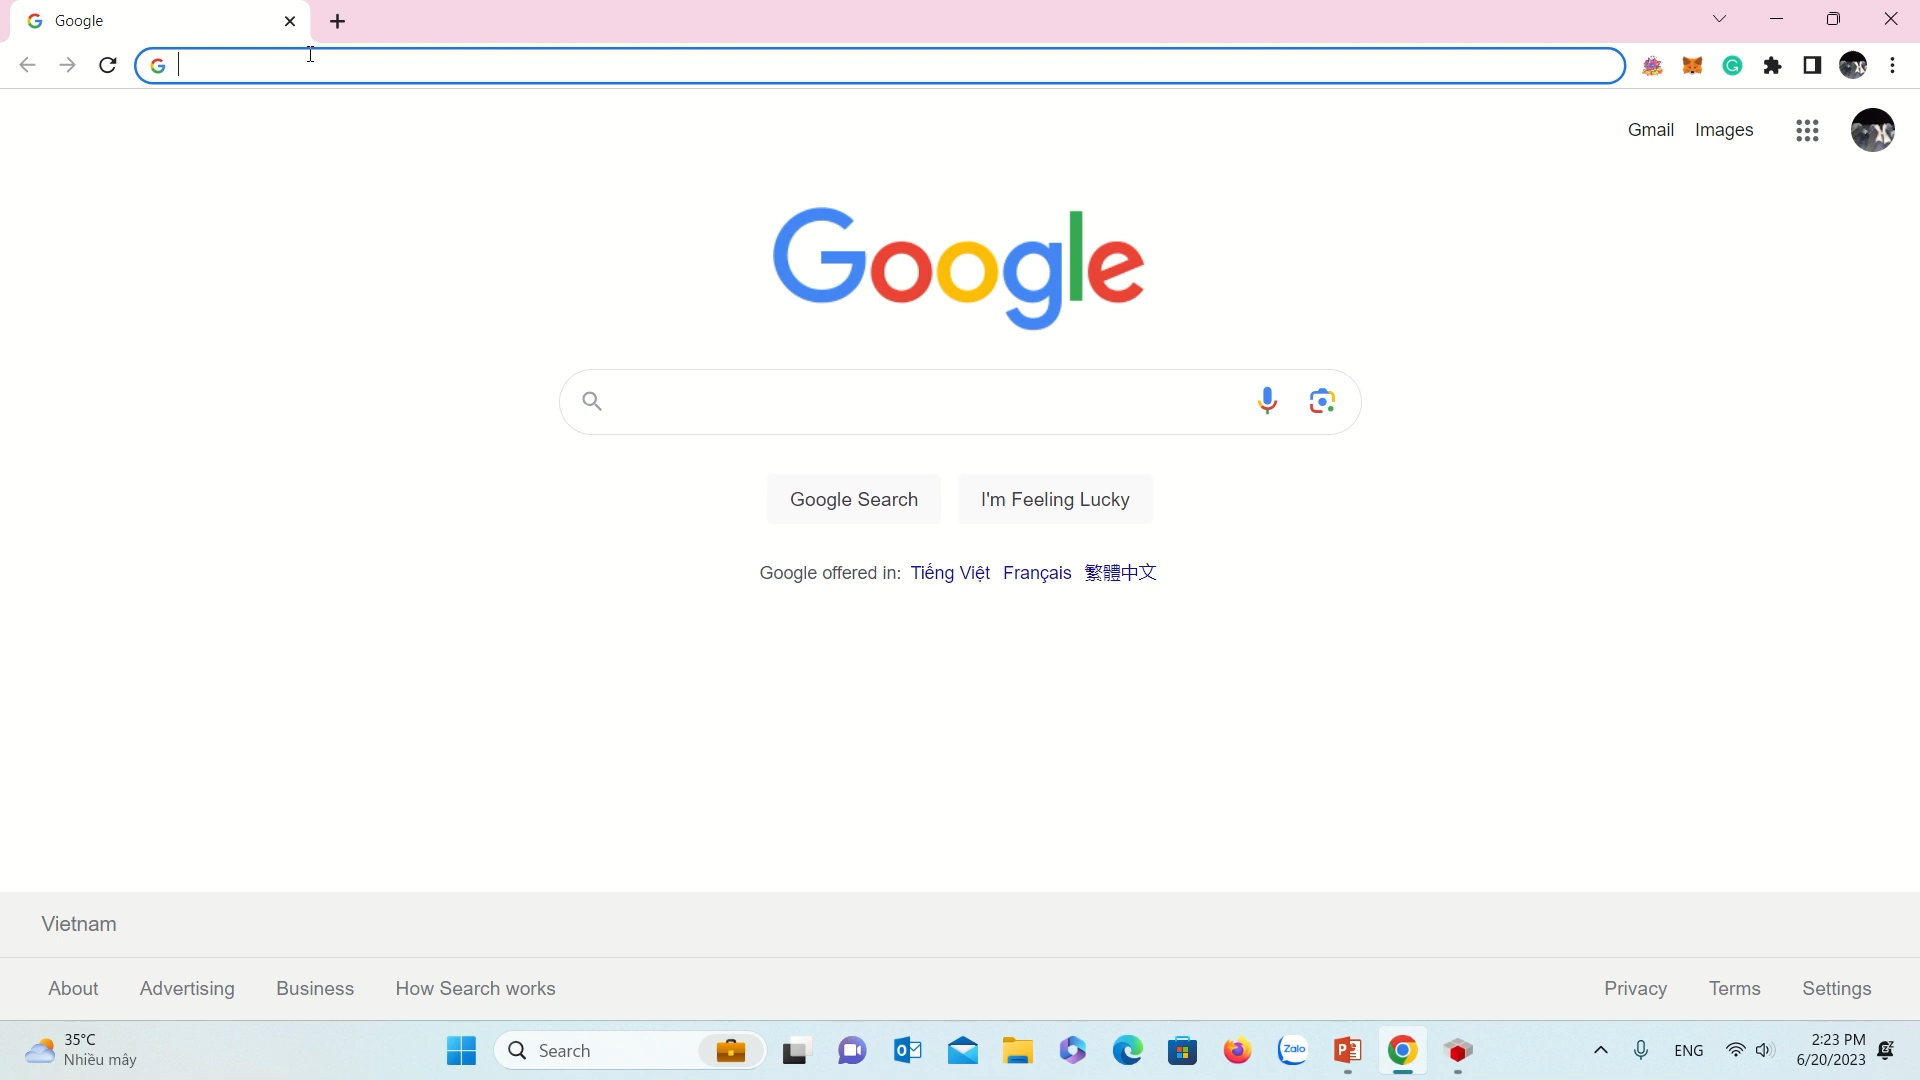 Google
Gmail Images
Google
Google Search I'm Feeling Lucky
Google offered in: Tiếng Việt Français 繁體中文
Vietnam
About Advertising Business How Search works Privacy Terms Settings
35°C
Nhiều mây
Search
Zalo
ENG
2:23 PM
6/20/2023